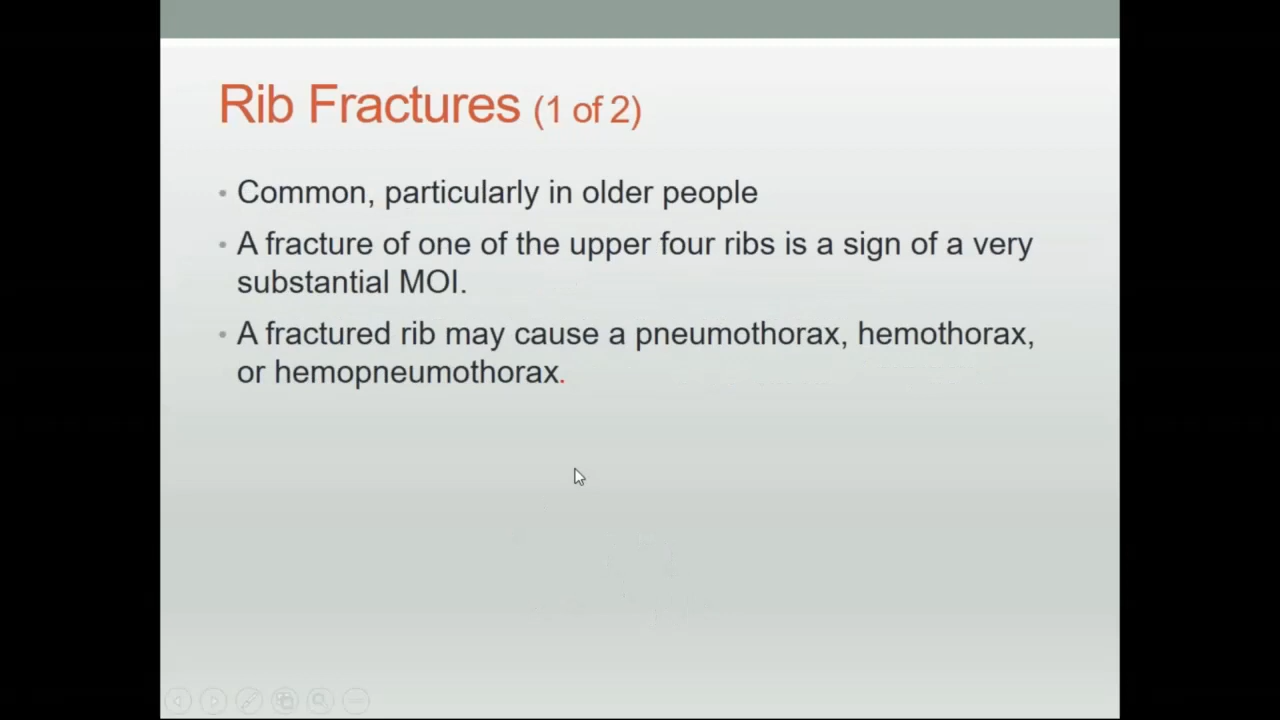 Rib Fractures (1 of 2)
• Common, particularly in older people
• A fracture of one of the upper four ribs is a sign of a very
substantial MOI.
• A fractured rib may cause a pneumothorax, hemothorax,
or hemopneumothorax.